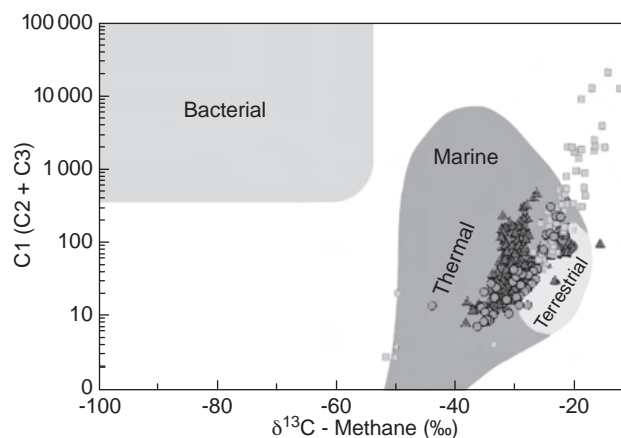 100 000
10 000
1 000
100
10
0
C1 (C2 + C3)
Bacterial
Marine
Thermal
Terrestrial
-100 -80 -60 -40 -20
δ¹³C - Methane (‰)